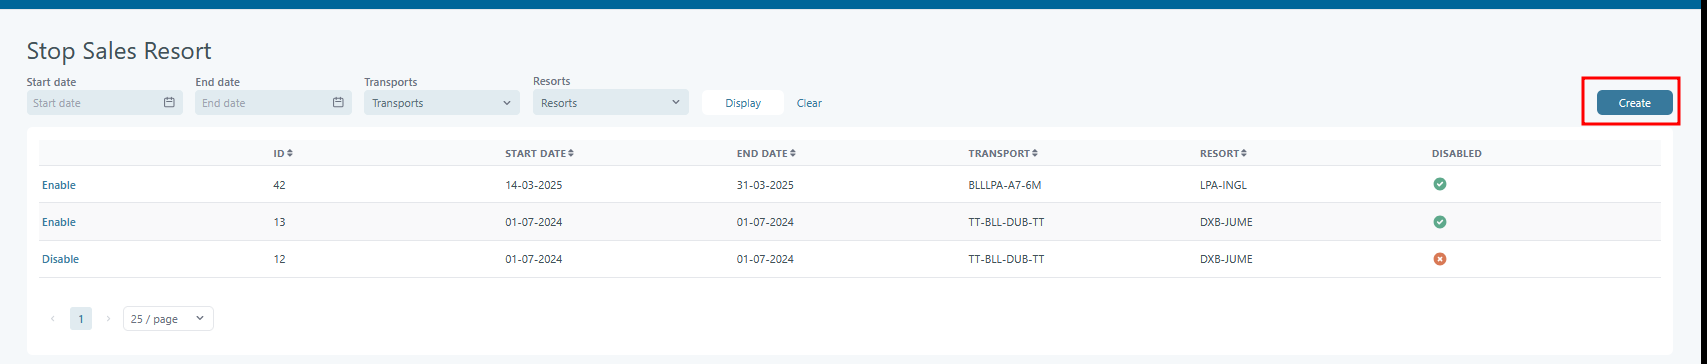 Stop Sales Resort
Start date End date Transports Resorts
Start date End date Transports Resorts Display Clear Create
ID START DATE END DATE TRANSPORT RESORT DISABLED
Enable 42 14-03-2025 31-03-2025 BLLLPA-A7-6M LPA-INGL
Enable 13 01-07-2024 01-07-2024 TT-BLL-DUB-TT DXB-JUME
Disable 12 01-07-2024 01-07-2024 TT-BLL-DUB-TT DXB-JUME
1 25 / page